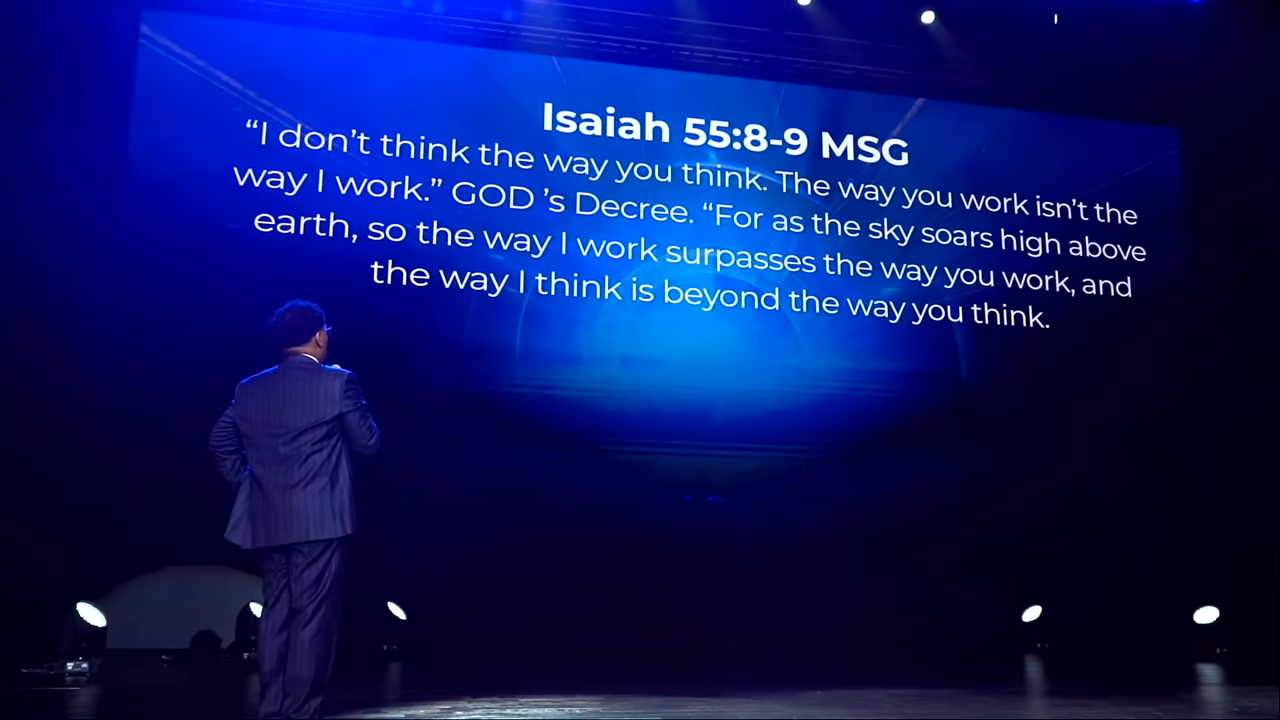 Isaiah 55:8-9 MSG
“I don’t think the way you think. The way you work isn’t the
way I work.” GOD ’s Decree. “For as the sky soars high above
earth, so the way I work surpasses the way you work, and
the way I think is beyond the way you think.